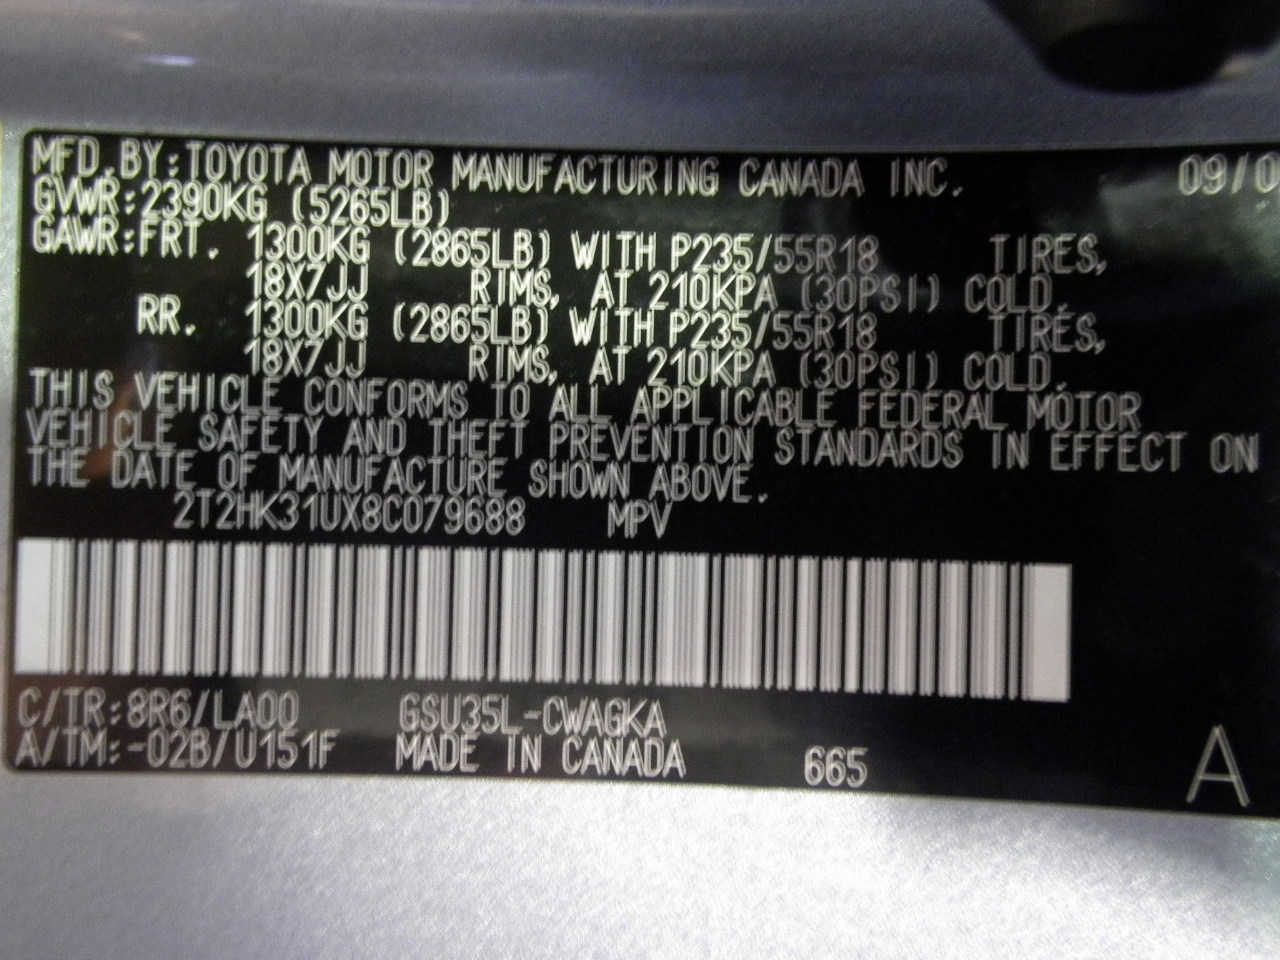 MFD.BY:TOYOTA MOTOR MANUFACTURING CANADA INC. 09/0
GVWR:2390KG (5265LB)
GAWR:FRT. 1300KG (2865LB) WITH P235/55R18 TIRES,
18X7JJ RIMS, AT 210KPA (30PSI) COLD
RR. 1300KG (2865LB) WITH P235/55R18 TIRES,
18X7JJ RIMS, AT 210KPA (30PSI) COLD
THIS VEHICLE CONFORMS TO ALL APPLICABLE FEDERAL MOTOR
VEHICLE SAFETY AND THEFT PREVENTION STANDARDS IN EFFECT ON
THE DATE OF MANUFACTURE SHOWN ABOVE.
2T2HK31UX8C079688 MPV
C/TR:8R6/LA00 GSU35L-CWAGKA
A/TM:-02B/U151F MADE IN CANADA 665 A